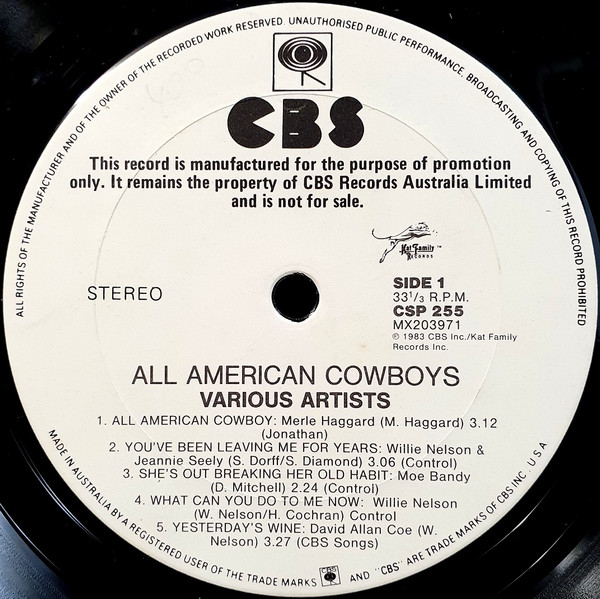 ALL RIGHTS OF THE MANUFACTURER AND OF THE OWNER OF THE RECORDED WORK RESERVED. UNAUTHORISED PUBLIC PERFORMANCE, BROADCASTING AND COPYING OF THIS RECORD PROHIBITED
CBS
This record is manufactured for the purpose of promotion
only. It remains the property of CBS Records Australia Limited
and is not for sale.
Kat Family ™
RECORDS
STEREO
SIDE 1
33 1/3 R.P.M.
CSP 255
MX203971
℗ 1983 CBS Inc./Kat Family
Records Inc.
ALL AMERICAN COWBOYS
VARIOUS ARTISTS
1. ALL AMERICAN COWBOY: Merle Haggard (M. Haggard) 3.12
(Jonathan)
2. YOU'VE BEEN LEAVING ME FOR YEARS: Willie Nelson &
Jeannie Seely (S. Dorff/S. Diamond) 3.06 (Control)
3. SHE'S OUT BREAKING HER OLD HABIT: Moe Bandy
(D. Mitchell) 2.24 (Control)
4. WHAT CAN YOU DO TO ME NOW: Willie Nelson
(W. Nelson/H. Cochran) Control
5. YESTERDAY'S WINE: David Allan Coe (W.
Nelson) 3.27 (CBS Songs)
MADE IN AUSTRALIA BY A REGISTERED USER OF THE TRADE MARKS CBS AND "CBS" ARE TRADE MARKS OF CBS INC. U S A